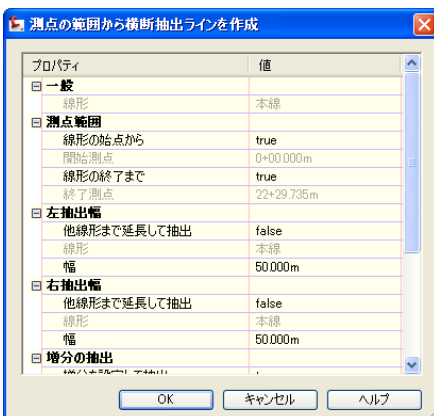 測点の範囲から横断抽出ラインを作成
プロパティ 値
一般
線形 本線
測点範囲
線形の始点から true
開始測点 0+00.000m
線形の終了まで true
終了測点 22+29.735m
左抽出幅
他線形まで延長して抽出 false
線形 本線
幅 50.000m
右抽出幅
他線形まで延長して抽出 false
線形 本線
幅 50.000m
増分の抽出
OK キャンセル ヘルプ